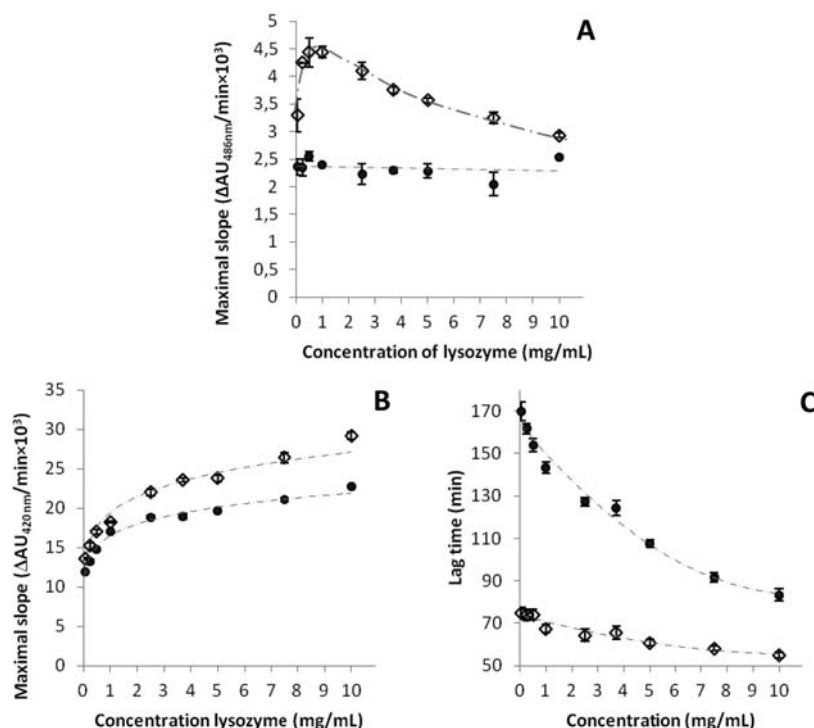 A
5
4,5
4
3,5
3
2,5
2
1,5
1
0,5
0
0 1 2 3 4 5 6 7 8 9 10
Maximal slope (ΔAU486nm/min×10³)
Concentration of lysozyme (mg/mL)
B
35
30
25
20
15
10
5
0
0 1 2 3 4 5 6 7 8 9 10
Maximal slope (ΔAU420 nm/min×10³)
Concentration lysozyme (mg/mL)
C
170
150
130
110
90
70
50
0 1 2 3 4 5 6 7 8 9 10
Lag time (min)
Concentration lysozyme (mg/mL)